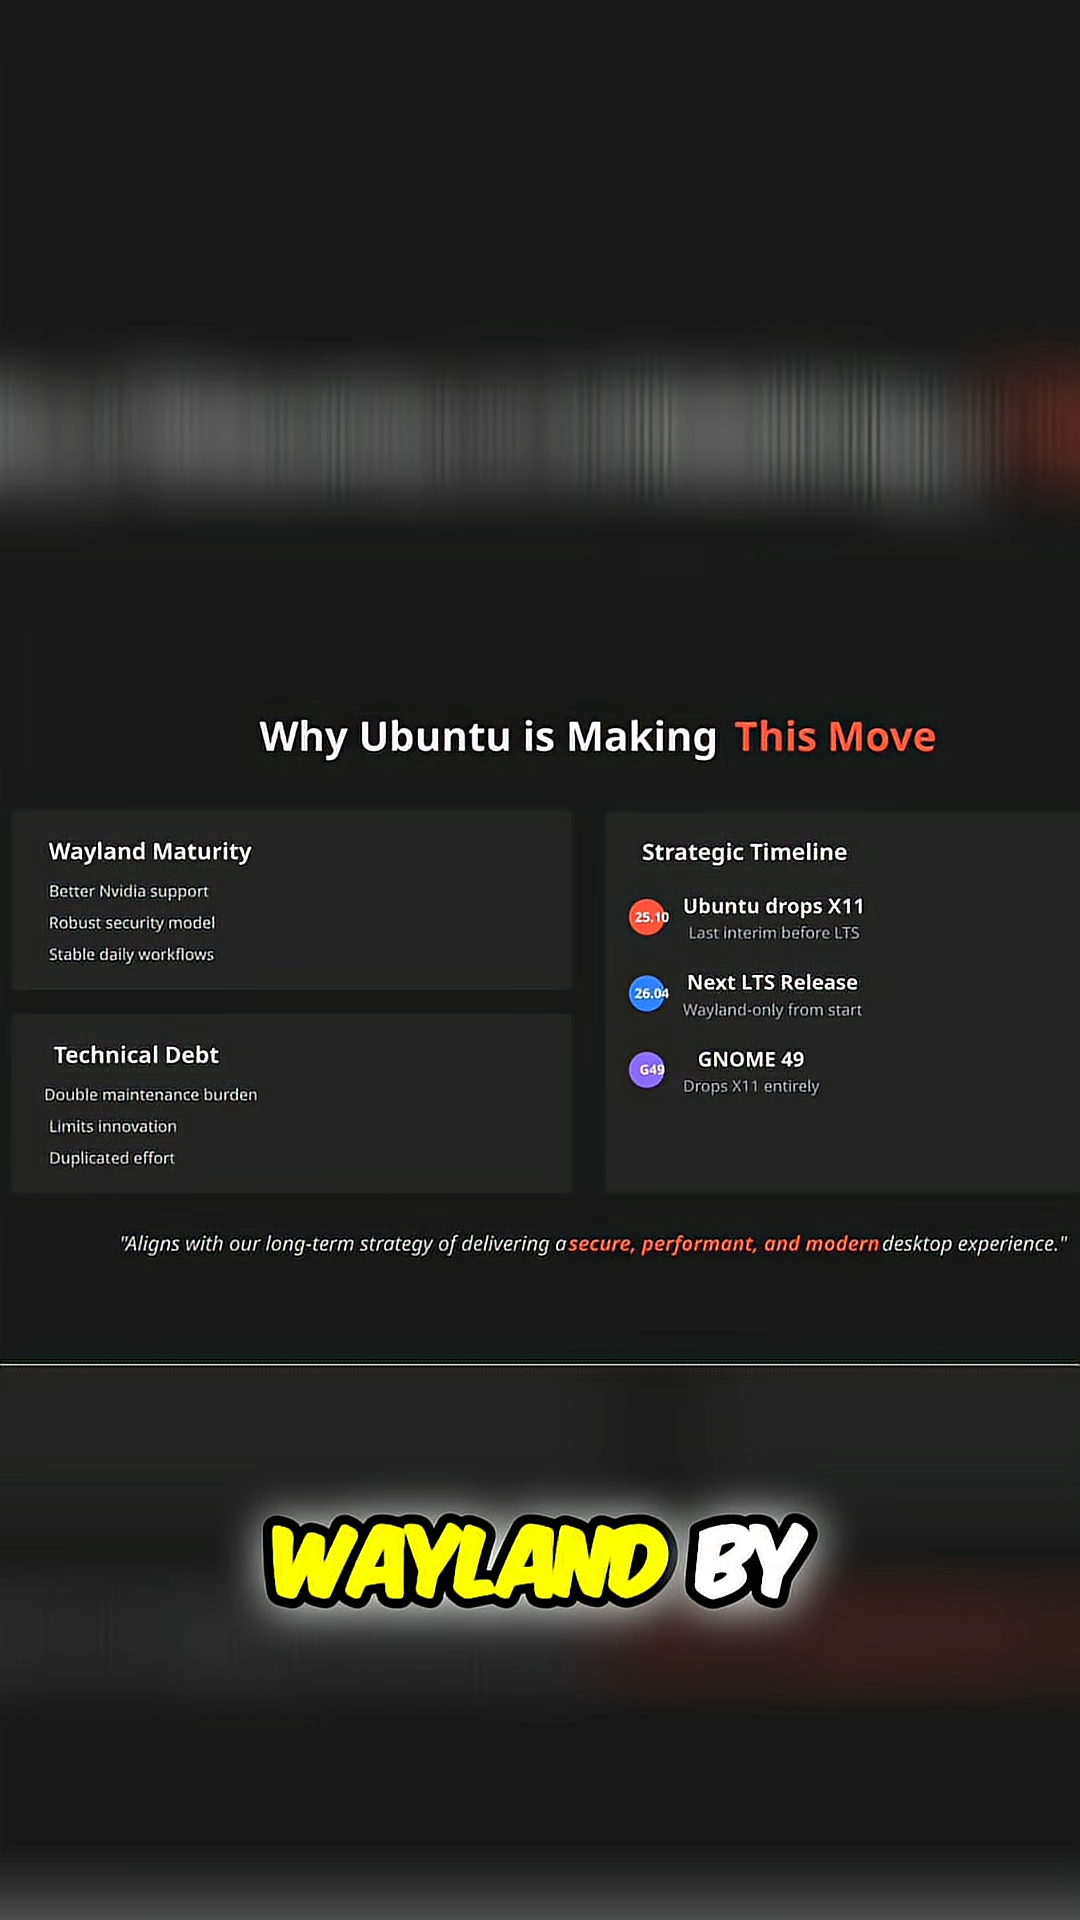 Why Ubuntu is Making This Move
Wayland Maturity
Better Nvidia support
Robust security model
Stable daily workflows
Technical Debt
Double maintenance burden
Limits innovation
Duplicated effort
Strategic Timeline
25.10 Ubuntu drops X11
Last interim before LTS
26.04 Next LTS Release
Wayland-only from start
G49 GNOME 49
Drops X11 entirely
"Aligns with our long-term strategy of delivering a secure, performant, and modern desktop experience."
WAYLAND BY